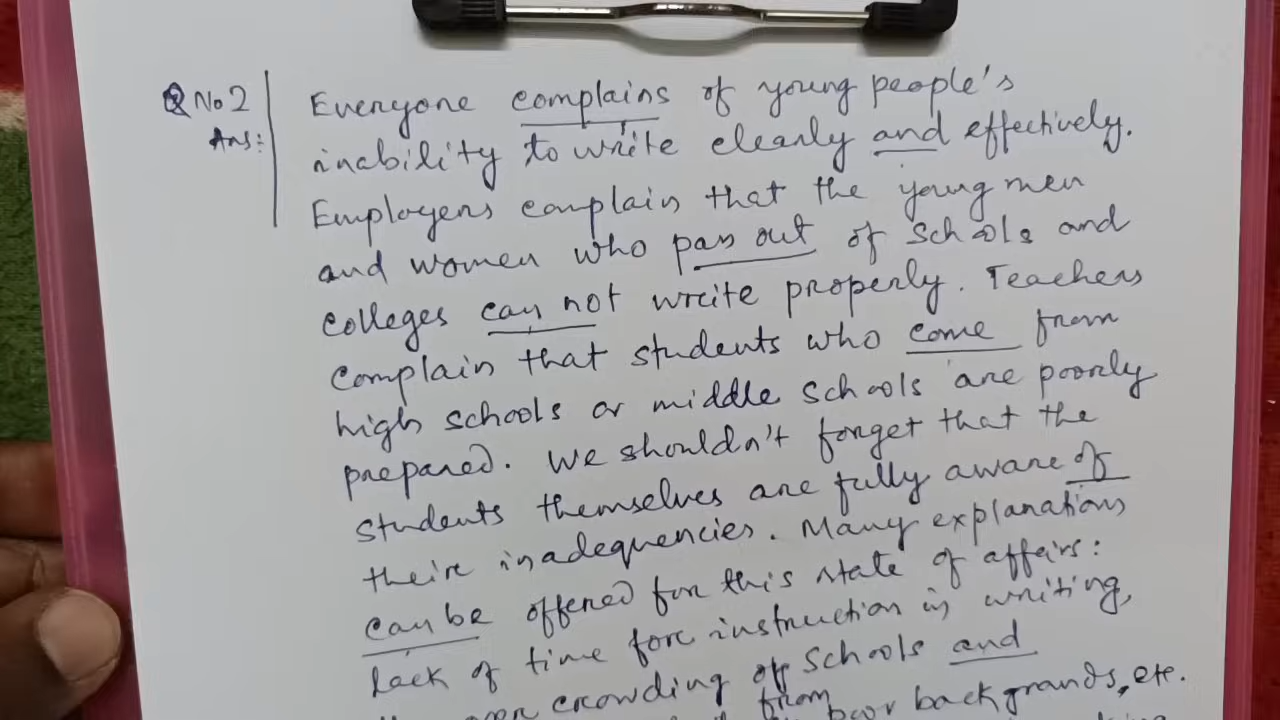 Q No 2
Ans:
Everyone complains of young people's
inability to write clearly and effectively.
Employers complain that the young men
and women who pass out of schools and
colleges can not write properly. Teachers
complain that students who come from
high schools or middle schools are poorly
prepared. We shouldn't forget that the
students themselves are fully aware of
their inadequencies. Many explanations
can be offered for this state of affairs:
lack of time for instruction in writing,
over crowding of schools and
from poor backgrands, etc.